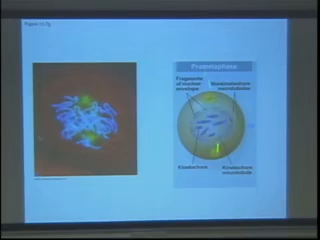 Prometaphase
Fragments
of nuclear
envelope
Nonkinetochore
microtubules
Kinetochore
Kinetochore
microtubule